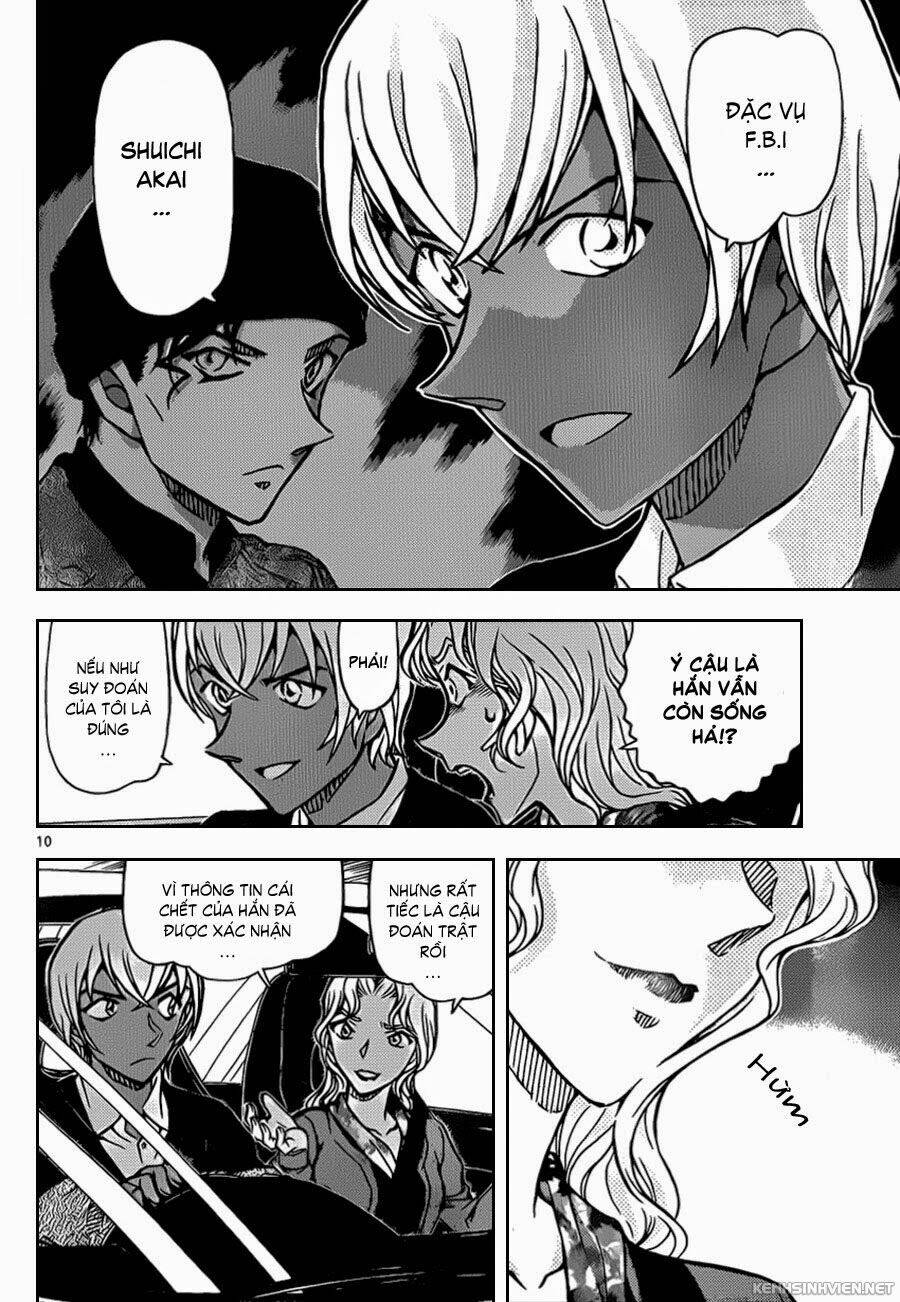 ĐẶC VỤ
F.B.I
...
SHUICHI
AKAI
...
Ý CẬU LÀ
HẮN VẪN
CÒN SỐNG
HẢ!?
PHẢI!
NẾU NHƯ
SUY ĐOÁN
CỦA TÔI LÀ
ĐÚNG
...
10
Hừm
NHƯNG RẤT
TIẾC LÀ CẬU
ĐOÁN TRẬT
RỒI
...
VÌ THÔNG TIN CÁI
CHẾT CỦA HẮN ĐÃ
ĐƯỢC XÁC NHẬN
...
KENHSINHVIEN.NET